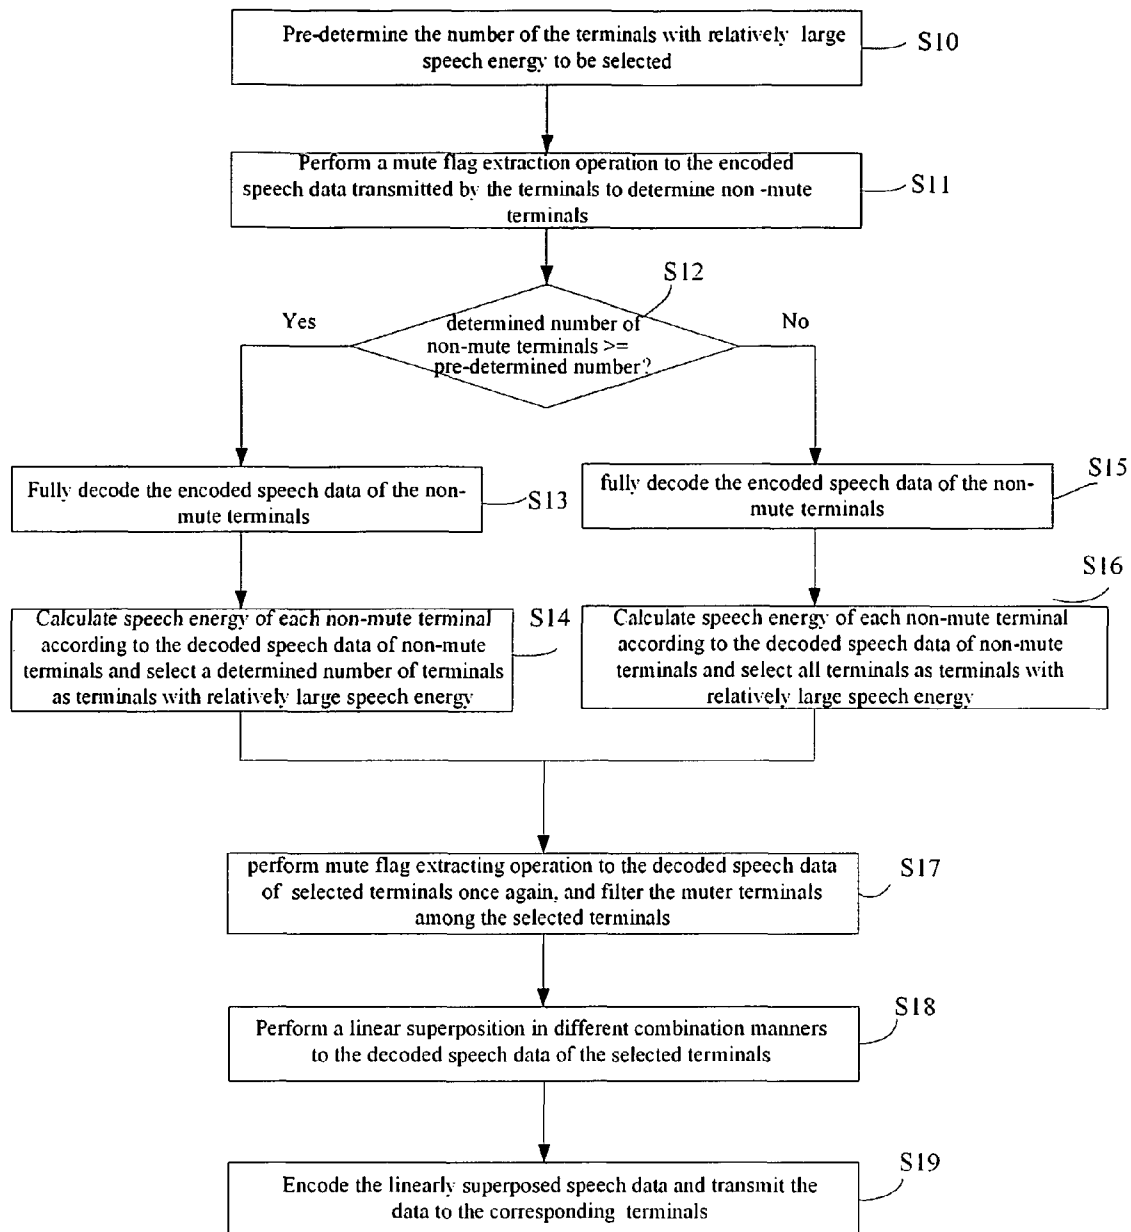 Pre-determine the number of the terminals with relatively large
speech energy to be selected
S10
Perform a mute flag extraction operation to the encoded
speech data transmitted by the terminals to determine non -mute
terminals
S11
S12
determined number of
non-mute terminals >=
pre-determined number?
Yes
No
Fully decode the encoded speech data of the non-
mute terminals
S13
fully decode the encoded speech data of the non-
mute terminals
S15
Calculate speech energy of each non-mute terminal
according to the decoded speech data of non-mute
terminals and select a determined number of terminals
as terminals with relatively large speech energy
S14
Calculate speech energy of each non-mute terminal
according to the decoded speech data of non-mute
terminals and select all terminals as terminals with
relatively large speech energy
S16
perform mute flag extracting operation to the decoded speech data
of selected terminals once again, and filter the muter terminals
among the selected terminals
S17
Perform a linear superposition in different combination manners
to the decoded speech data of the selected terminals
S18
Encode the linearly superposed speech data and transmit the
data to the corresponding terminals
S19